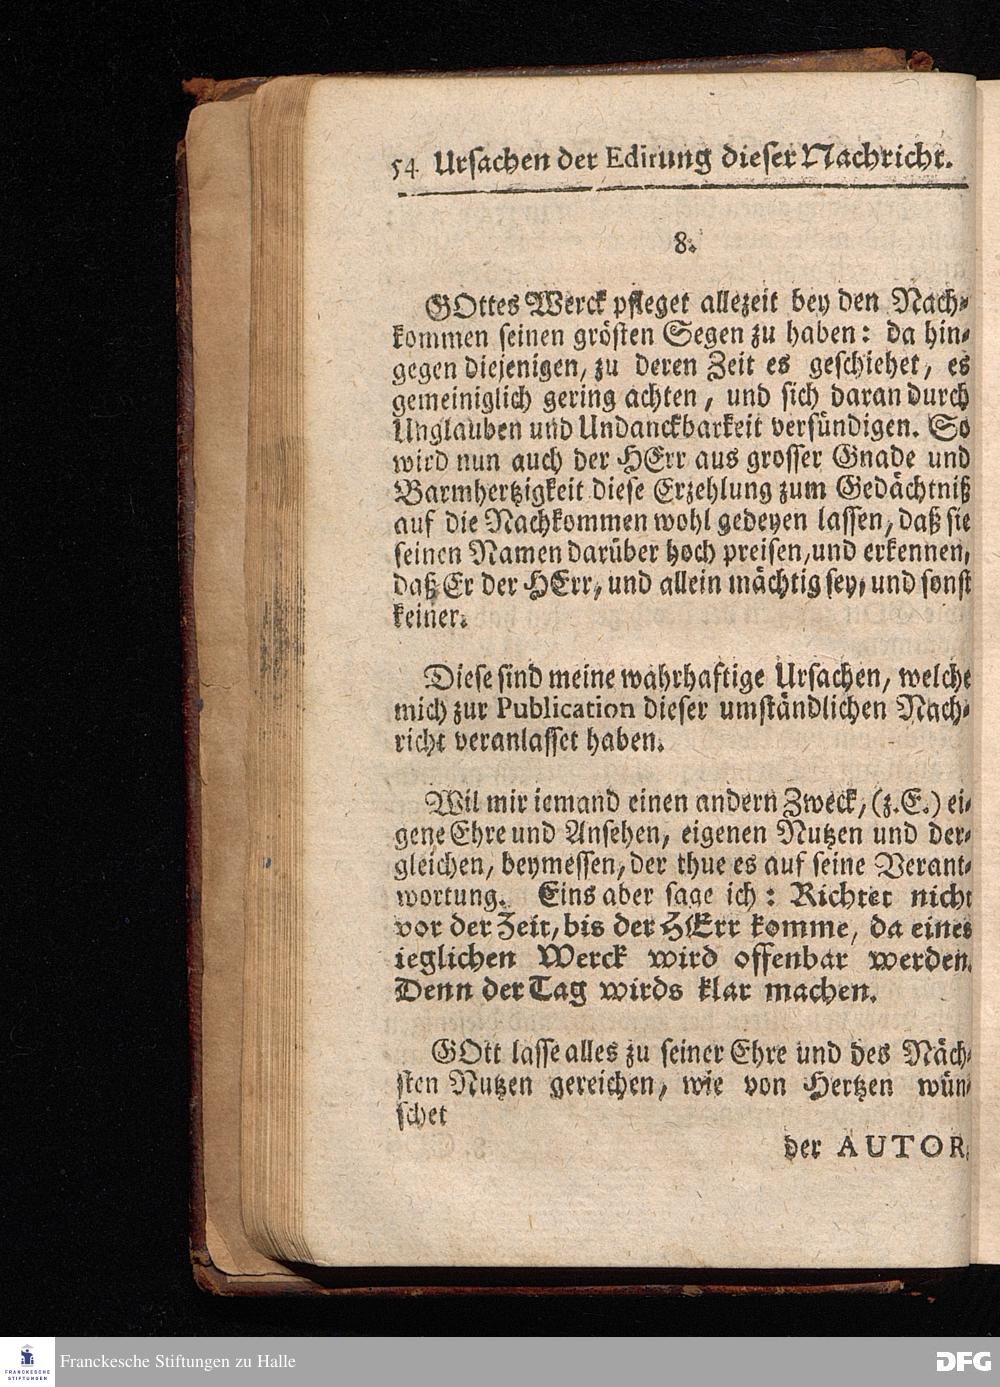 54 Ursachen der Edirung dieser Nachricht.
8.
GOttes Werck pfleget allezeit bey den Nach-
kommen seinen grösten Segen zu haben: da hin-
gegen diejenigen, zu deren Zeit es geschiehet, es
gemeiniglich gering achten, und sich daran durch
Unglauben und Undanckbarkeit versündigen. So
wird nun auch der HErr aus grosser Gnade und
Barmhertzigkeit diese Erzehlung zum Gedächtniß
auf die Nachkommen wohl gedeyen lassen, daß sie
seinen Namen darüber hoch preisen, und erkennen,
daß Er der HErr, und allein mächtig sey, und sonst
keiner.
Diese sind meine wahrhaftige Ursachen, welche
mich zur Publication dieser umständlichen Nach-
richt veranlasset haben.
Wil mir iemand einen andern Zweck, (z.E.) ei-
gene Ehre und Ansehen, eigenen Nutzen und der-
gleichen, beymessen, der thue es auf seine Verant-
wortung. Eins aber sage ich: Richtet nicht
vor der Zeit, bis der HErr komme, da eines
ieglichen Werck wird offenbar werden.
Denn der Tag wirds klar machen.
GOtt lasse alles zu seiner Ehre und des Näch-
sten Nutzen gereichen, wie von Hertzen wün-
schet
der AUTOR.
FRANCKESCHE
STIFTUNGEN
Franckesche Stiftungen zu Halle
DFG